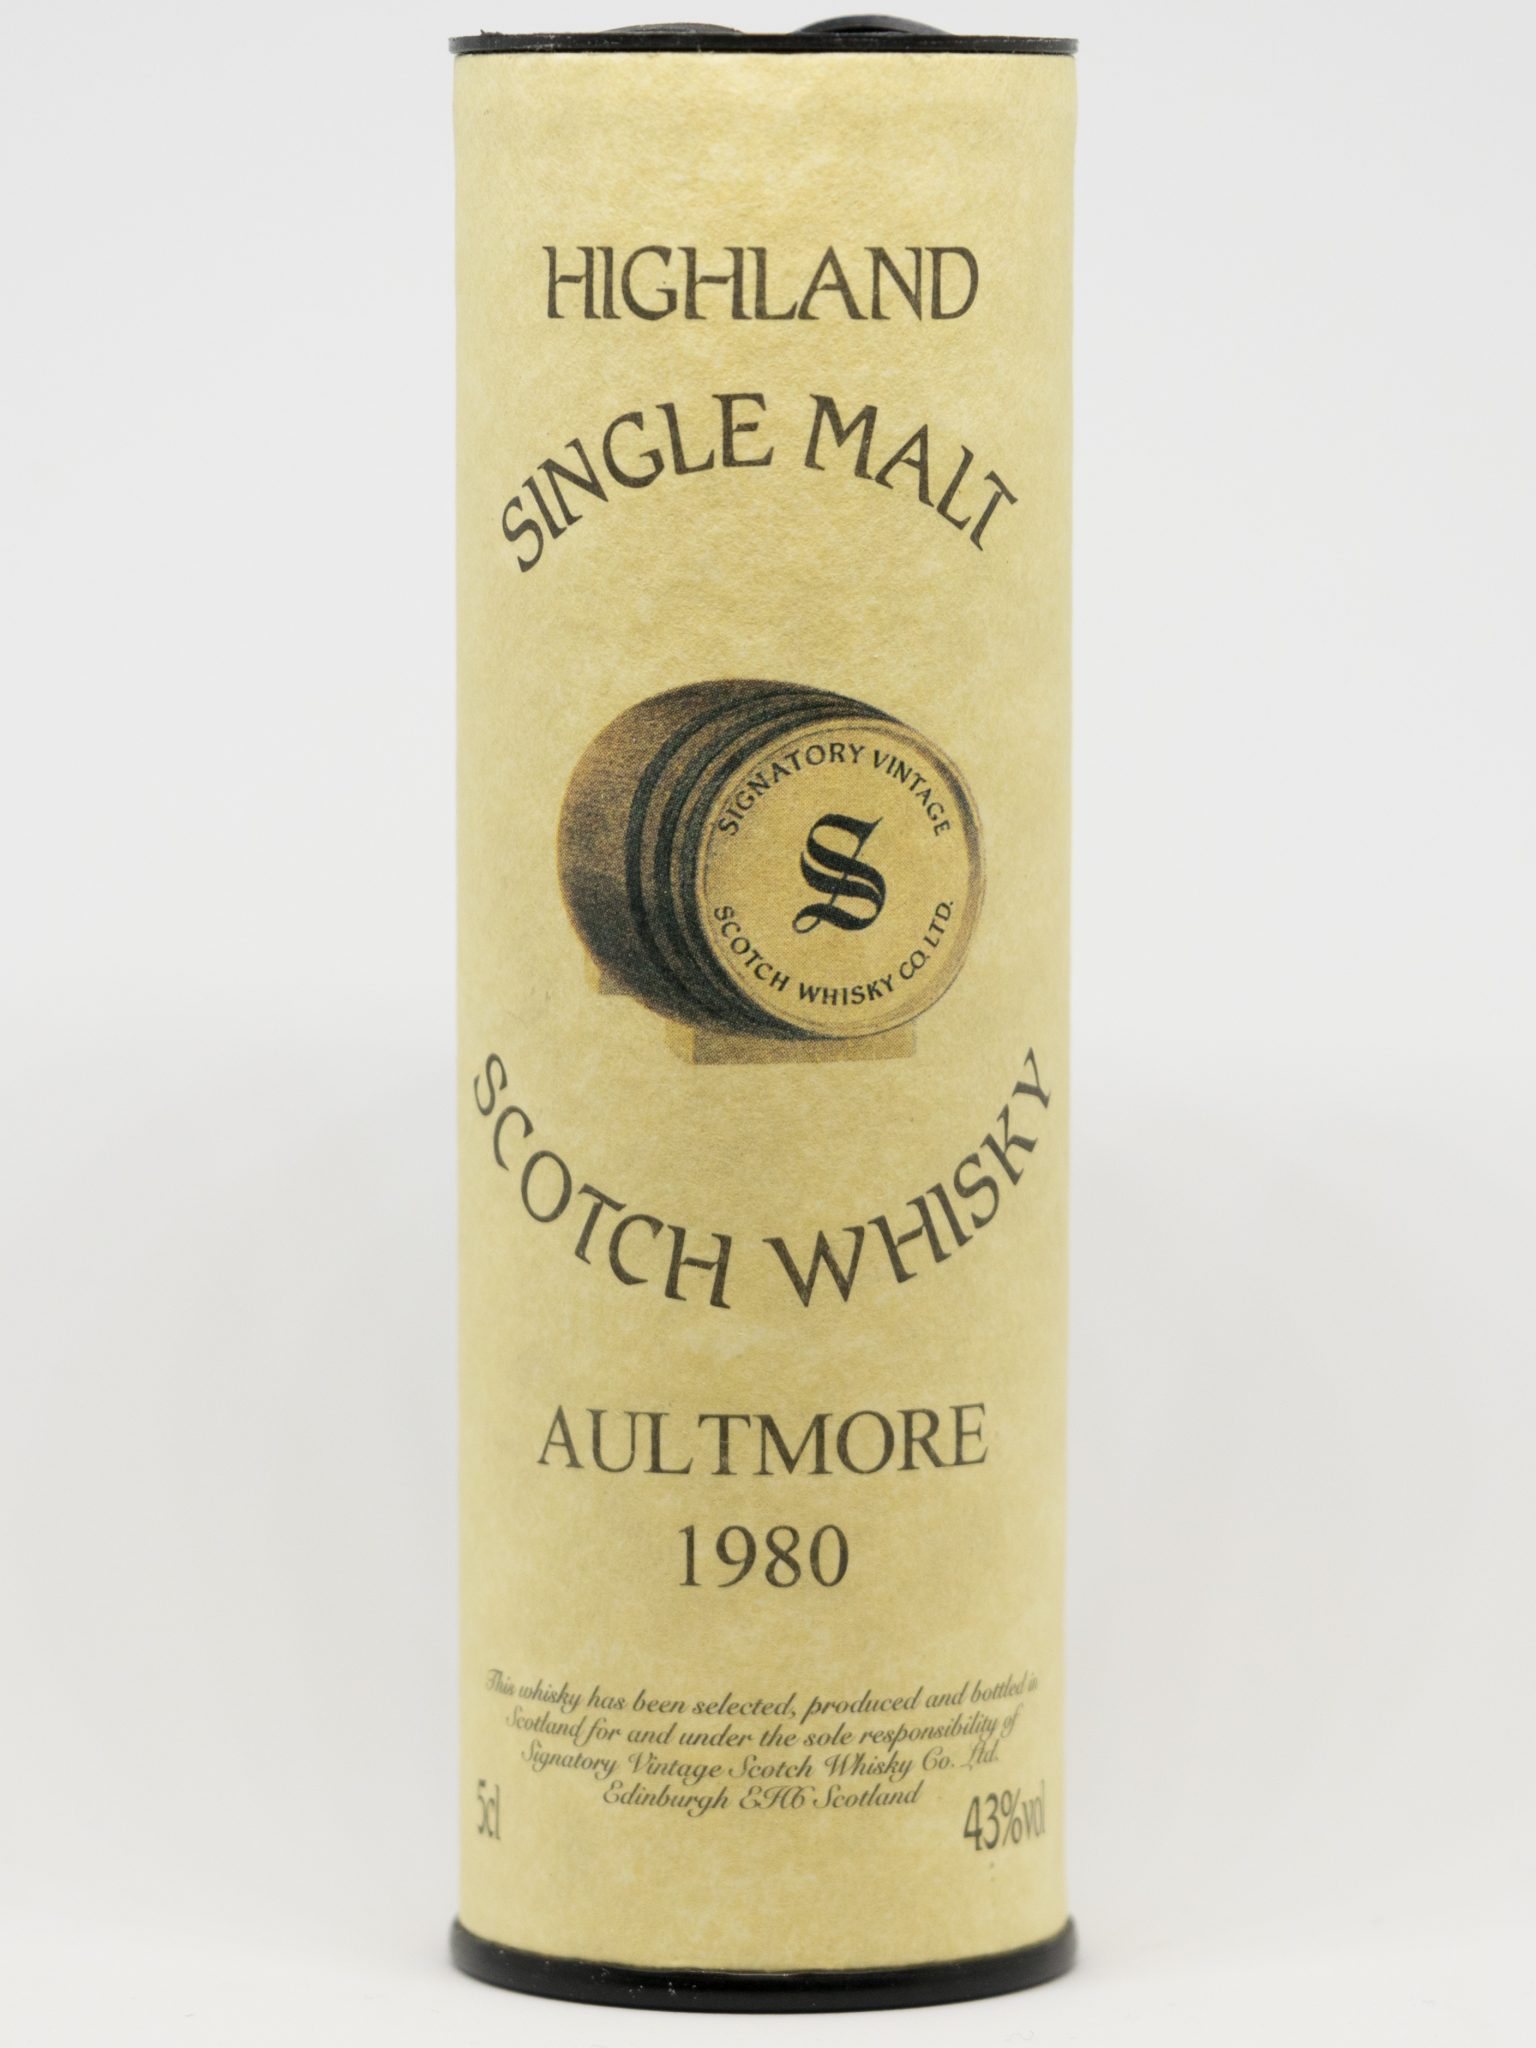 HIGHLAND
SINGLE MALT
SIGNATORY VINTAGE
S
SCOTCH WHISKY CO. LTD.
SCOTCH WHISKY
AULTMORE
1980
This whisky has been selected, produced and bottled in
Scotland for and under the sole responsibility of
Signatory Vintage Scotch Whisky Co. Ltd.
Edinburgh EH6 Scotland
5cl
43%vol